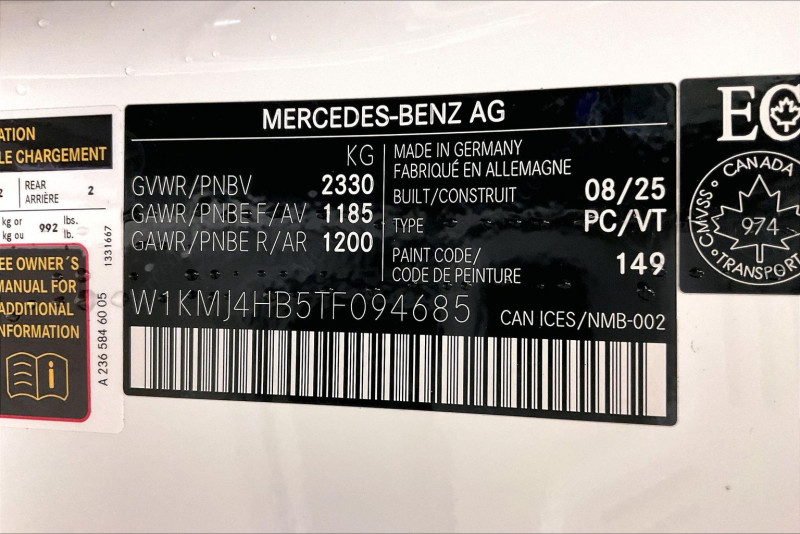 ATION
LE CHARGEMENT
2
REAR
ARRIÈRE
2
kg or
kg ou
992
lbs.
lb.
EE OWNER´S
MANUAL FOR
ADDITIONAL
NFORMATION
A 236 584 60 05
1331667
MERCEDES-BENZ AG
KG
GVWR/PNBV 2330
GAWR/PNBE F/AV 1185
GAWR/PNBE R/AR 1200
MADE IN GERMANY
FABRIQUÉ EN ALLEMAGNE
BUILT/CONSTRUIT 08/25
TYPE PC/VT
PAINT CODE/
CODE DE PEINTURE 149
W1KMJ4HB5TF094685
CAN ICES/NMB-002
EC
CANADA
CMVSS
974
TRANSPORT